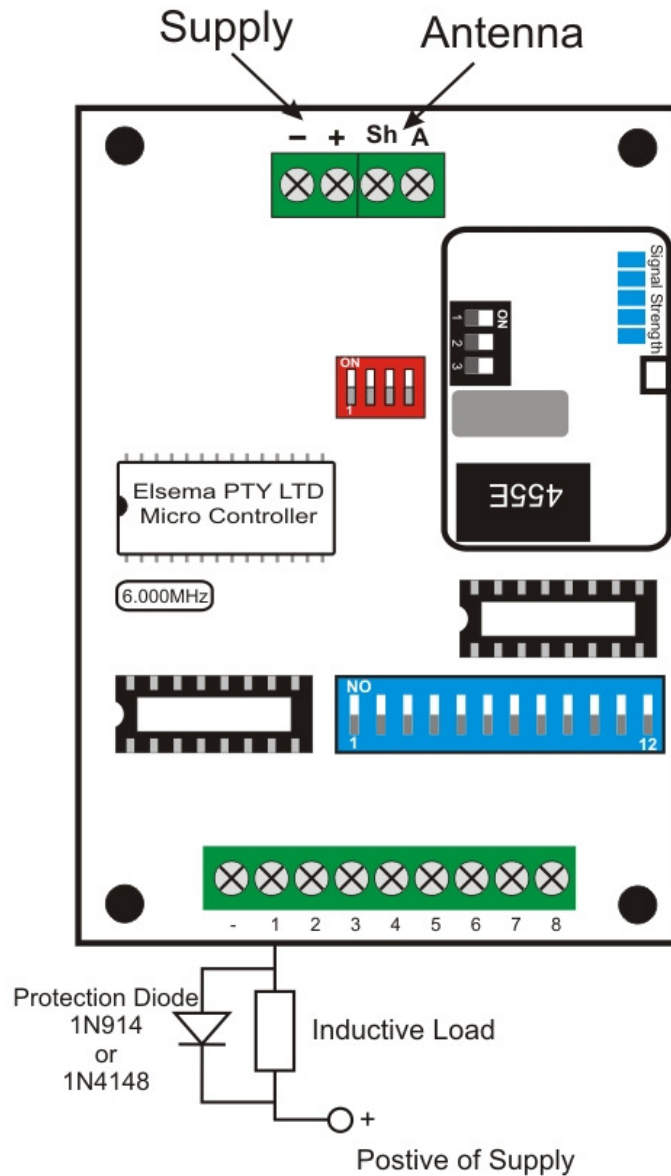 Supply
Antenna
− + Sh A
Signal Strength
ON
1
2
3
ON
1
Elsema PTY LTD
Micro Controller
455E
6.000MHz
NO
1 12
- 1 2 3 4 5 6 7 8
Protection Diode
1N914
or
1N4148
Inductive Load
+
Postive of Supply